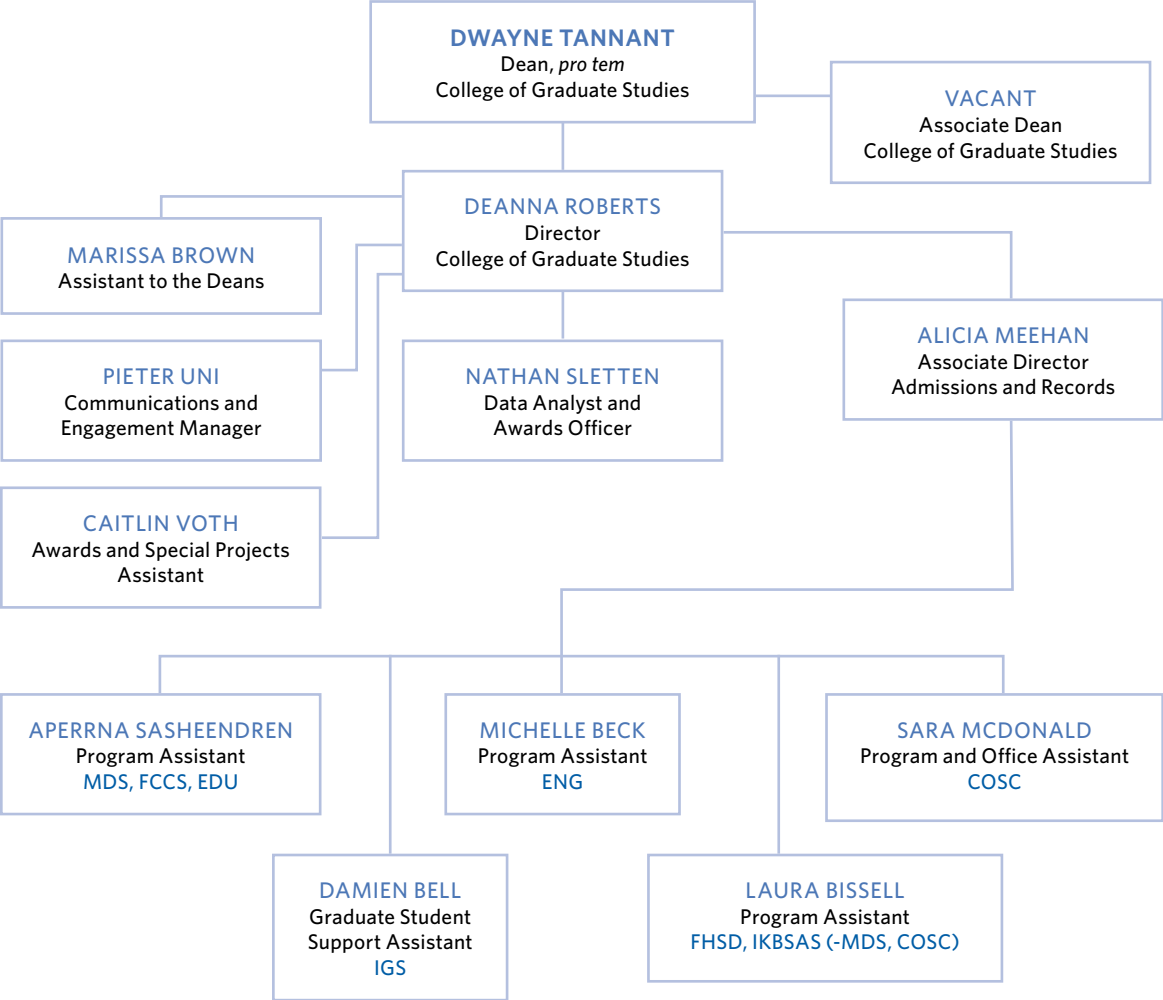 DWAYNE TANNANT
Dean, pro tem
College of Graduate Studies
VACANT
Associate Dean
College of Graduate Studies
DEANNA ROBERTS
Director
College of Graduate Studies
MARISSA BROWN
Assistant to the Deans
PIETER UNI
Communications and
Engagement Manager
NATHAN SLETTEN
Data Analyst and
Awards Officer
ALICIA MEEHAN
Associate Director
Admissions and Records
CAITLIN VOTH
Awards and Special Projects
Assistant
APERRNA SASHEENDREN
Program Assistant
MDS, FCCS, EDU
MICHELLE BECK
Program Assistant
ENG
SARA MCDONALD
Program and Office Assistant
COSC
DAMIEN BELL
Graduate Student
Support Assistant
IGS
LAURA BISSELL
Program Assistant
FHSD, IKBSAS (-MDS, COSC)